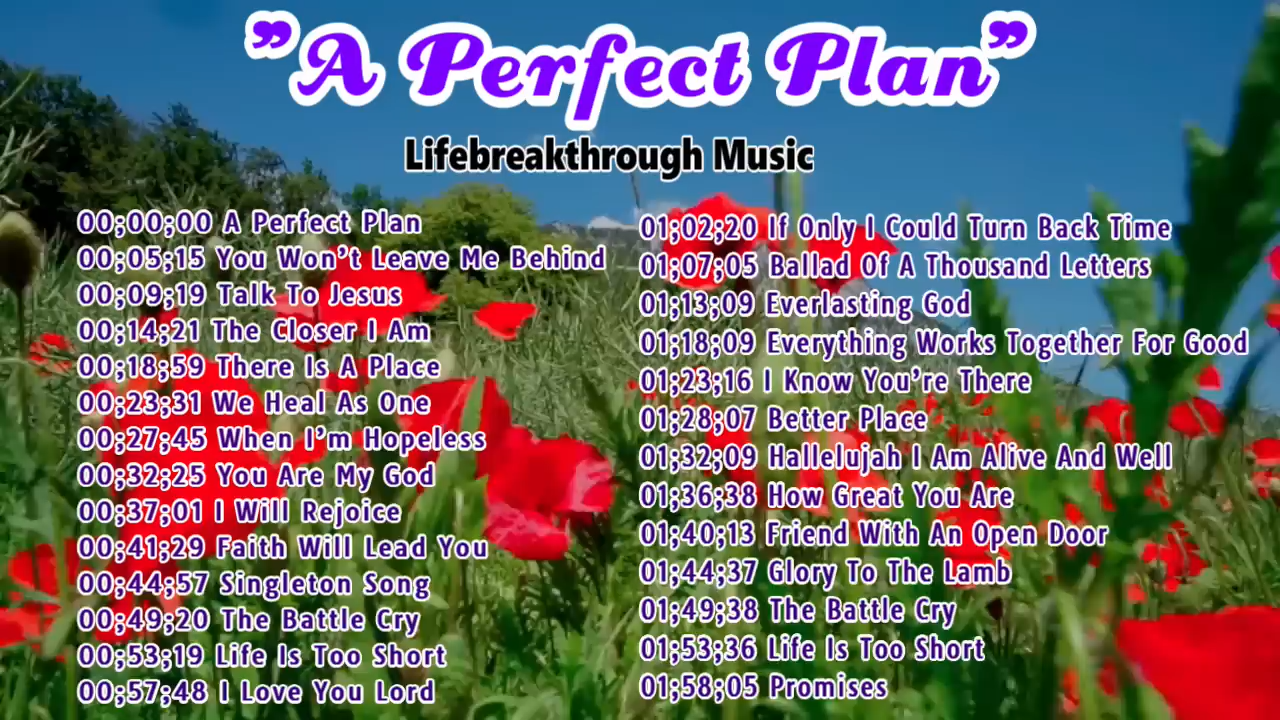 ”A Perfect Plan”
Lifebreakthrough Music
00;00;00 A Perfect Plan
00;05;15 You Won’t Leave Me Behind
00;09;19 Talk To Jesus
00;14;21 The Closer I Am
00;18;59 There Is A Place
00;23;31 We Heal As One
00;27;45 When I’m Hopeless
00;32;25 You Are My God
00;37;01 I Will Rejoice
00;41;29 Faith Will Lead You
00;44;57 Singleton Song
00;49;20 The Battle Cry
00;53;19 Life Is Too Short
00;57;48 I Love You Lord
01;02;20 If Only I Could Turn Back Time
01;07;05 Ballad Of A Thousand Letters
01;13;09 Everlasting God
01;18;09 Everything Works Together For Good
01;23;16 I Know You’re There
01;28;07 Better Place
01;32;09 Hallelujah I Am Alive And Well
01;36;38 How Great You Are
01;40;13 Friend With An Open Door
01;44;37 Glory To The Lamb
01;49;38 The Battle Cry
01;53;36 Life Is Too Short
01;58;05 Promises